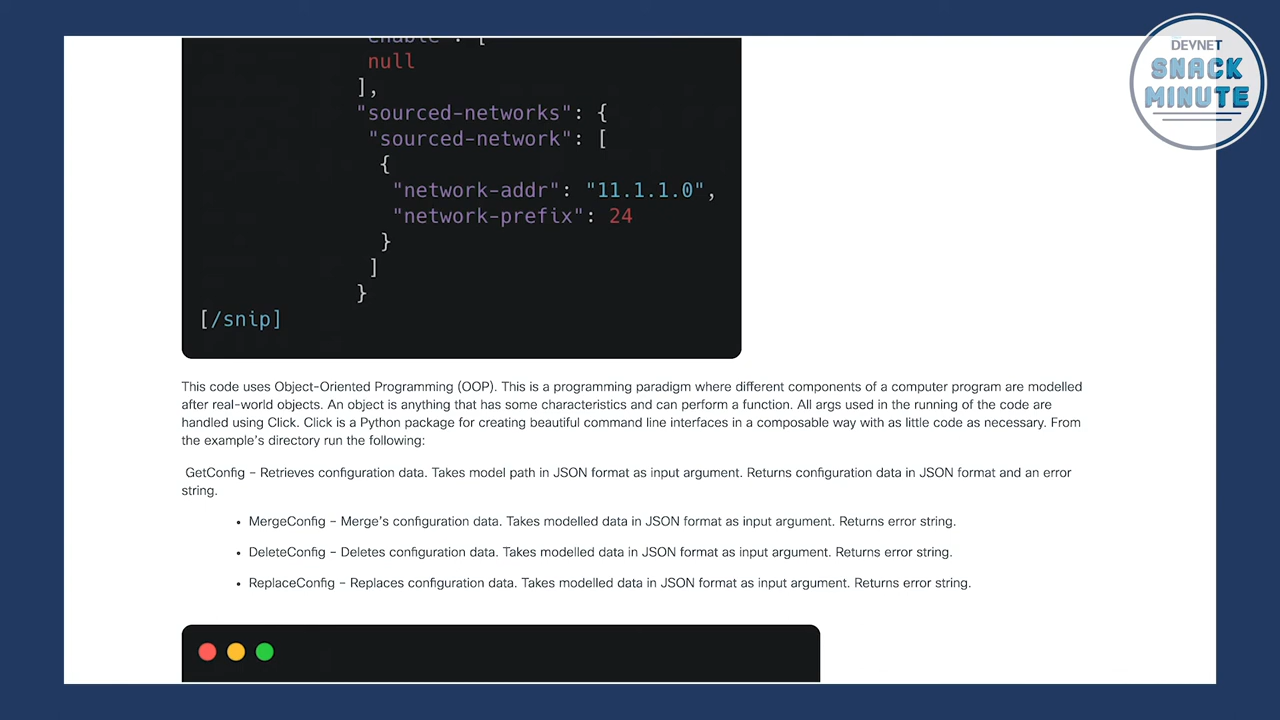 DEVNET
SNACK
MINUTE
enable": [
null
],
"sourced-networks": {
"sourced-network": [
{
"network-addr": "11.1.1.0",
"network-prefix": 24
}
]
}
[/snip]
This code uses Object-Oriented Programming (OOP). This is a programming paradigm where different components of a computer program are modelled
after real-world objects. An object is anything that has some characteristics and can perform a function. All args used in the running of the code are
handled using Click. Click is a Python package for creating beautiful command line interfaces in a composable way with as little code as necessary. From
the example's directory run the following:
GetConfig – Retrieves configuration data. Takes model path in JSON format as input argument. Returns configuration data in JSON format and an error
string.
• MergeConfig – Merge's configuration data. Takes modelled data in JSON format as input argument. Returns error string.
• DeleteConfig – Deletes configuration data. Takes modelled data in JSON format as input argument. Returns error string.
• ReplaceConfig – Replaces configuration data. Takes modelled data in JSON format as input argument. Returns error string.